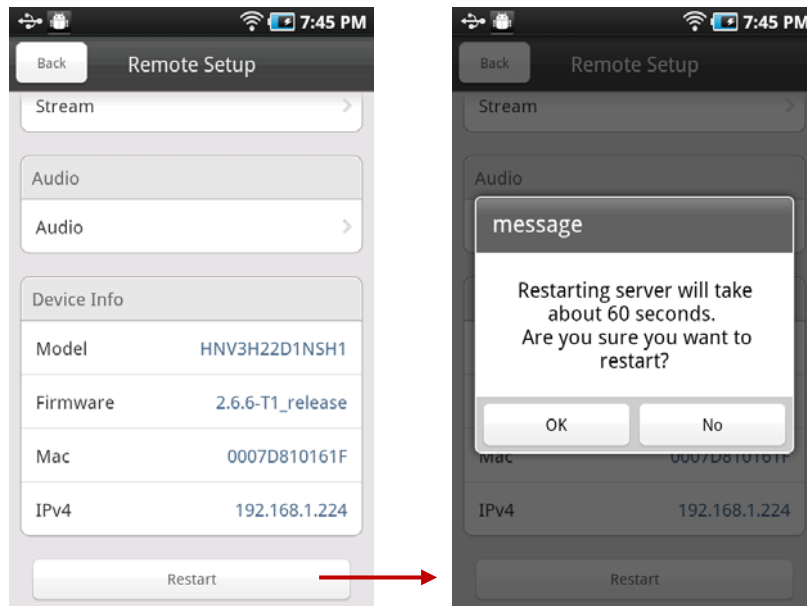 7:45 PM
Back
Remote Setup
Stream
Audio
Audio
Device Info
Model HNV3H22D1NSH1
Firmware 2.6.6-T1_release
Mac 0007D810161F
IPv4 192.168.1.224
Restart
7:45 PM
Back
Remote Setup
Stream
Audio
message
Restarting server will take
about 60 seconds.
Are you sure you want to
restart?
OK No
Mac 0007D810161F
IPv4 192.168.1.224
Restart